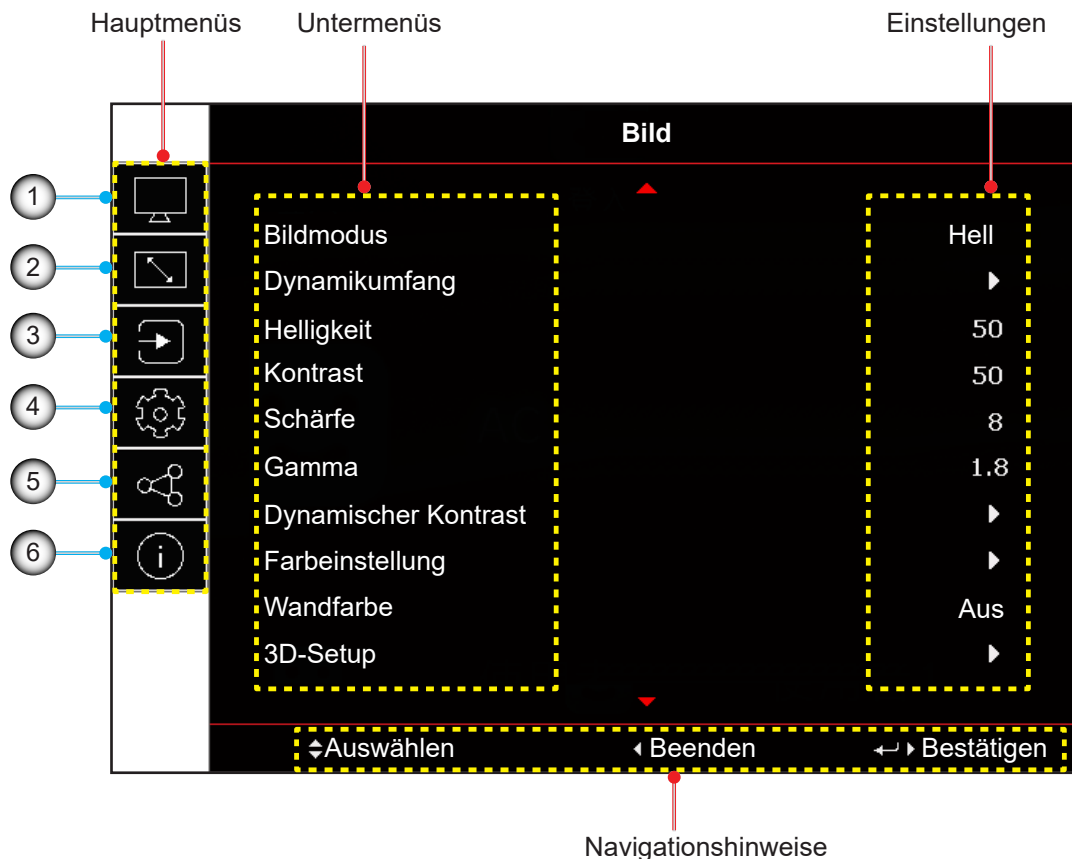 Hauptmenüs Untermenüs Einstellungen
Bild
1
2
3
4
5
6
Bildmodus Hell
Dynamikumfang
Helligkeit 50
Kontrast 50
Schärfe 8
Gamma 1.8
Dynamischer Kontrast
Farbeinstellung
Wandfarbe Aus
3D-Setup
Auswählen Beenden Bestätigen
Navigationshinweise